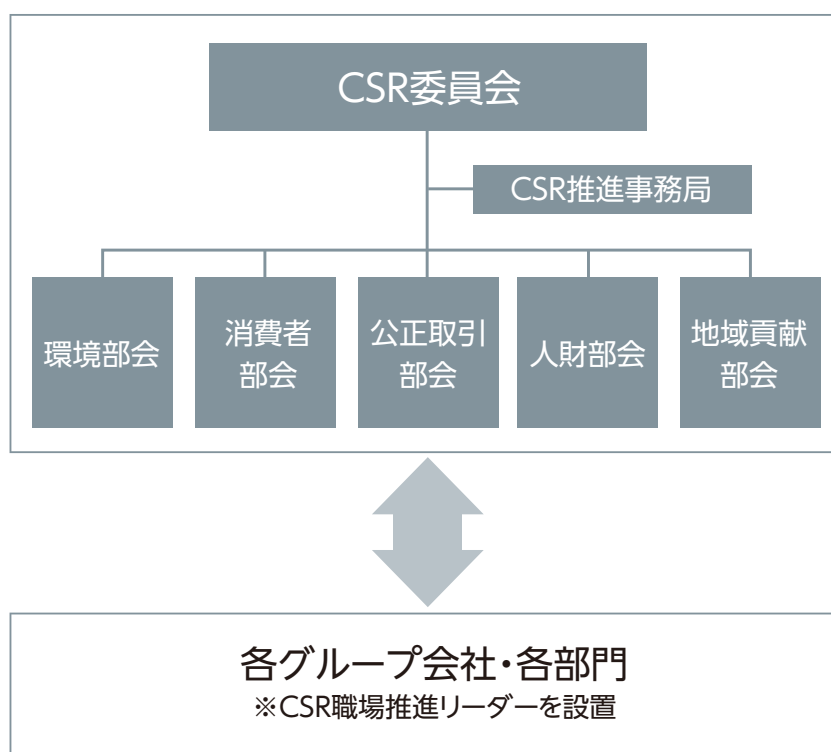 CSR委員会
CSR推進事務局
環境部会
消費者
部会
公正取引
部会
人財部会
地域貢献
部会
各グループ会社・各部門
※CSR職場推進リーダーを設置